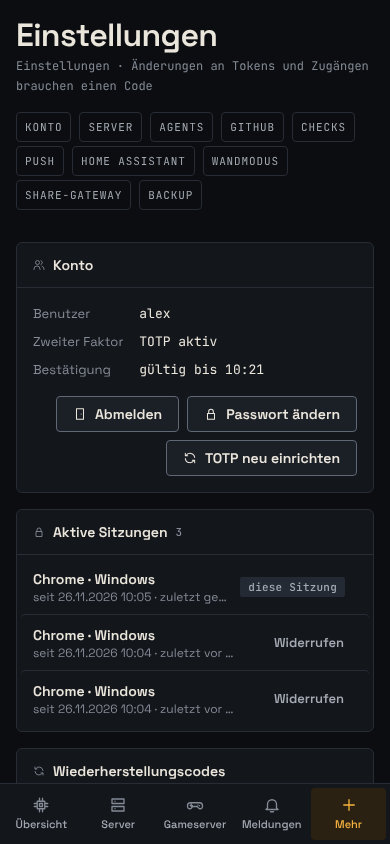 Einstellungen
Einstellungen · Änderungen an Tokens und Zugängen
brauchen einen Code
KONTO SERVER AGENTS GITHUB CHECKS
PUSH HOME ASSISTANT WANDMODUS
SHARE-GATEWAY BACKUP
Konto
Benutzer alex
Zweiter Faktor TOTP aktiv
Bestätigung gültig bis 10:21
Abmelden Passwort ändern
TOTP neu einrichten
Aktive Sitzungen 3
Chrome · Windows
seit 26.11.2026 10:05 · zuletzt ge… diese Sitzung
Chrome · Windows
seit 26.11.2026 10:04 · zuletzt vor … Widerrufen
Chrome · Windows
seit 26.11.2026 10:04 · zuletzt vor … Widerrufen
Wiederherstellungscodes
Übersicht Server Gameserver Meldungen Mehr